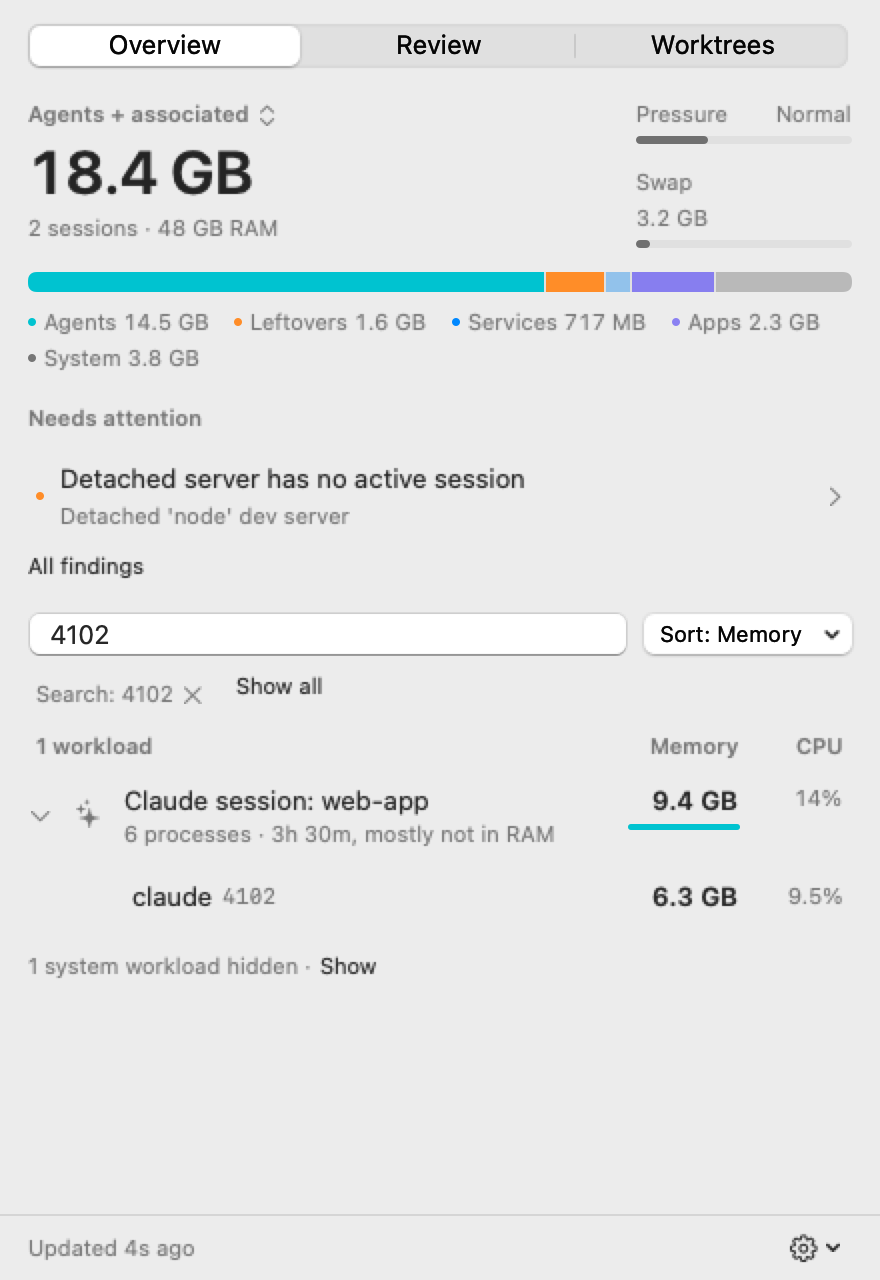 Overview Review Worktrees
Agents + associated
18.4 GB
2 sessions · 48 GB RAM
Pressure Normal
Swap
3.2 GB
Agents 14.5 GB Leftovers 1.6 GB Services 717 MB Apps 2.3 GB
System 3.8 GB
Needs attention
Detached server has no active session
Detached 'node' dev server
All findings
4102 Sort: Memory
Search: 4102 Show all
1 workload Memory CPU
Claude session: web-app 9.4 GB 14%
6 processes · 3h 30m, mostly not in RAM
claude 4102 6.3 GB 9.5%
1 system workload hidden · Show
Updated 4s ago